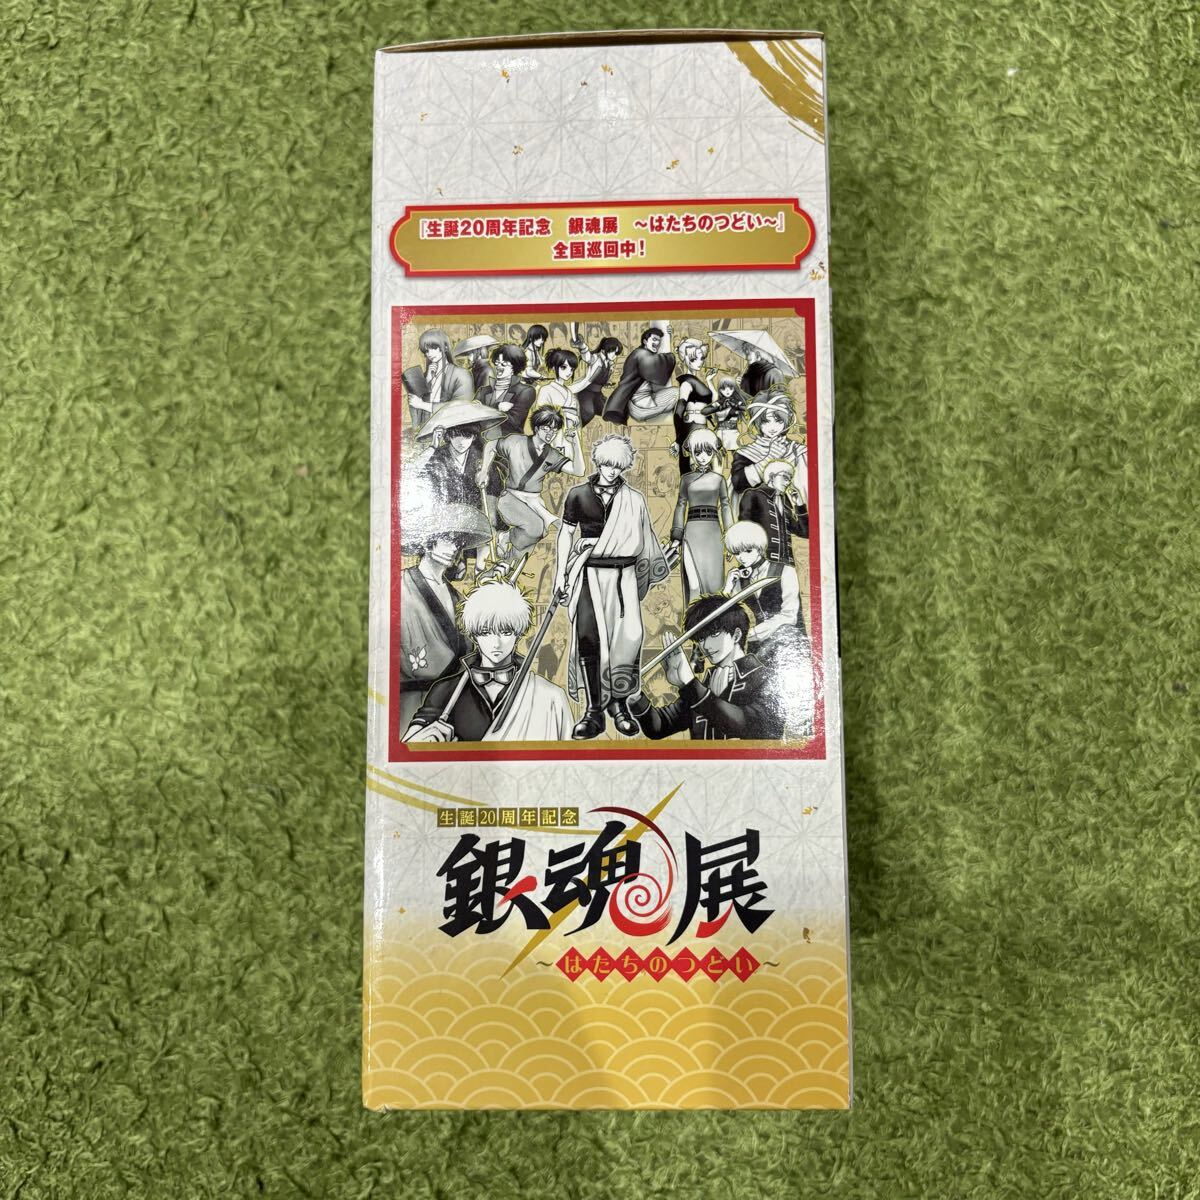 『生誕20周年記念　銀魂展　～はたちのつどい～』
全国巡回中！
生誕20周年記念
銀魂展
～はたちのつどい～